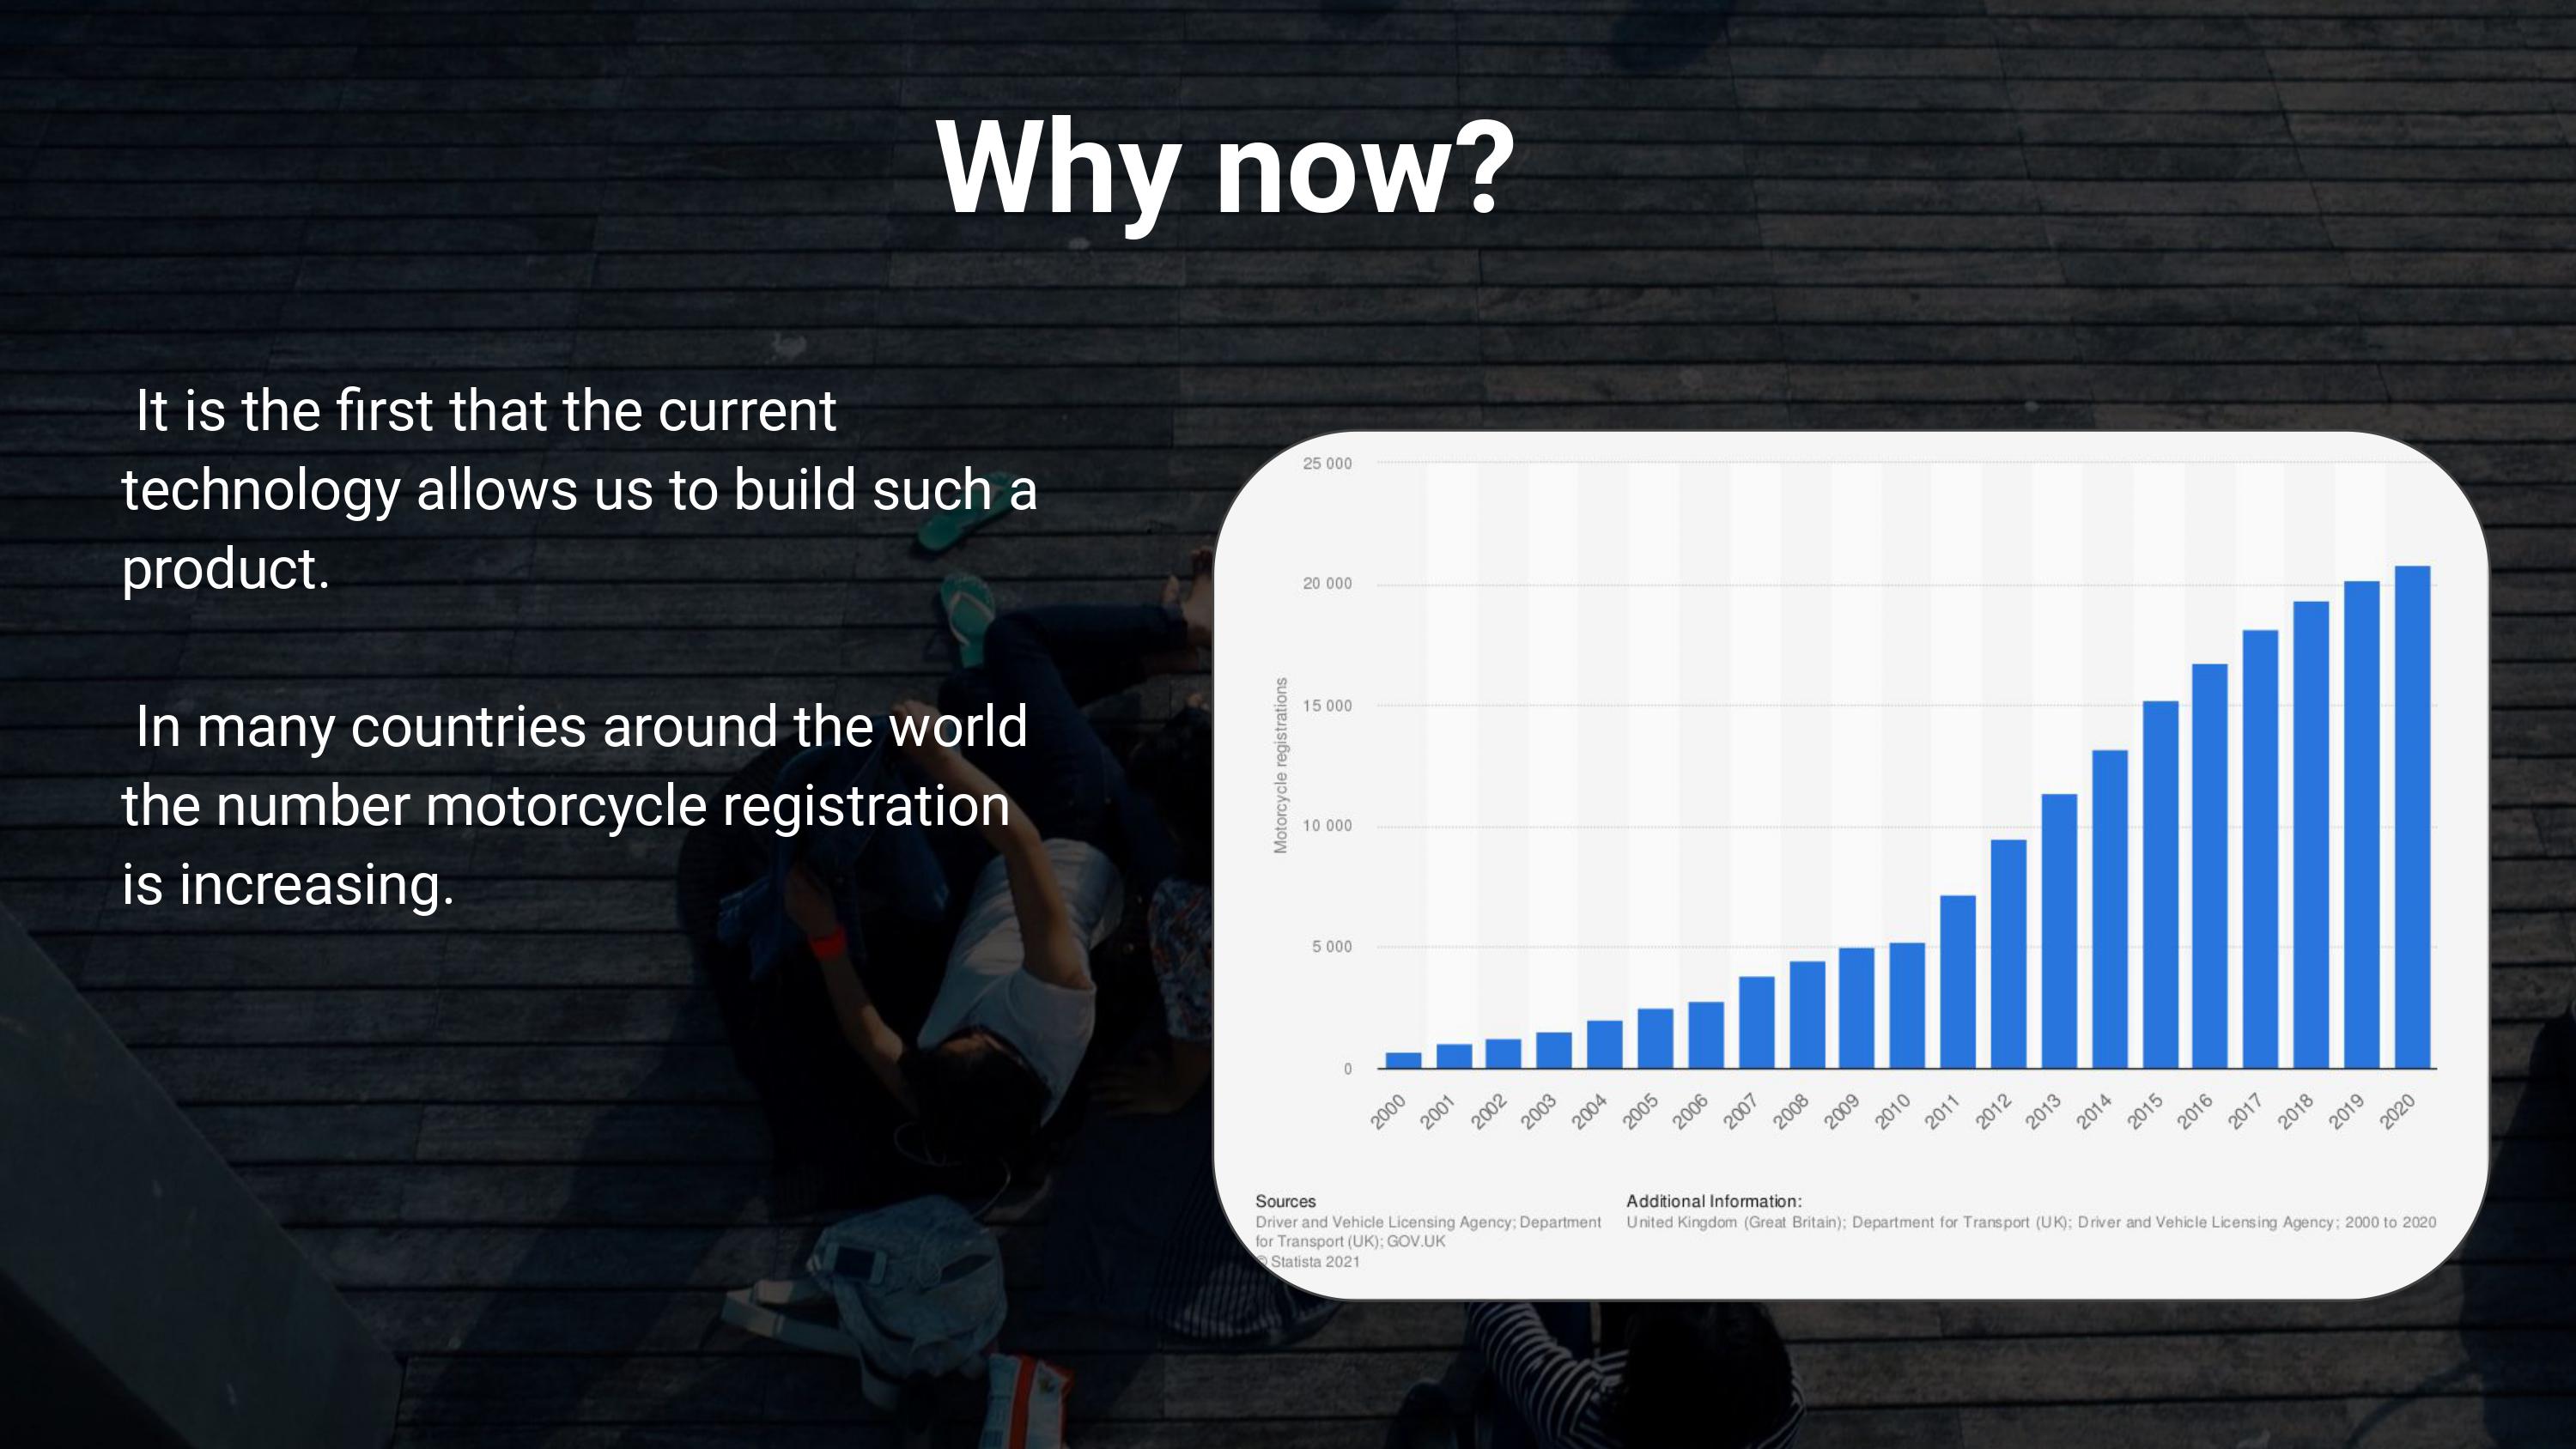 Why now?
It is the first that the current
technology allows us to build such a
product.
In many countries around the world
the number motorcycle registration
is increasing.
25 000
20 000
15 000
10 000
5 000
0
Motorcycle registrations
2000 2001 2002 2003 2004 2005 2006 2007 2008 2009 2010 2011 2012 2013 2014 2015 2016 2017 2018 2019 2020
Sources
Driver and Vehicle Licensing Agency; Department
for Transport (UK); GOV.UK
© Statista 2021
Additional Information:
United Kingdom (Great Britain); Department for Transport (UK); Driver and Vehicle Licensing Agency; 2000 to 2020